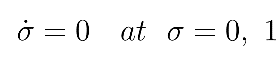 σ̇ = 0 at σ = 0, 1